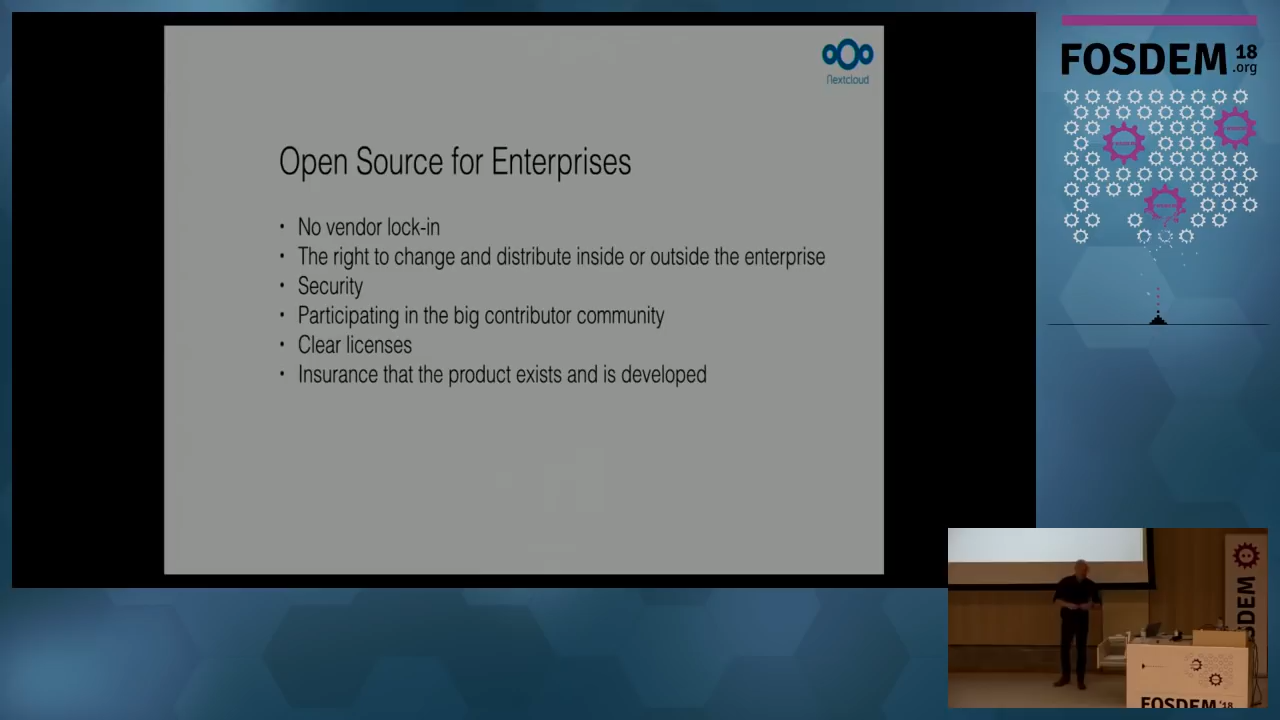 Nextcloud
Open Source for Enterprises
• No vendor lock-in
• The right to change and distribute inside or outside the enterprise
• Security
• Participating in the big contributor community
• Clear licenses
• Insurance that the product exists and is developed
FOSDEM 18
.org
SDEM
FOSDEM '18